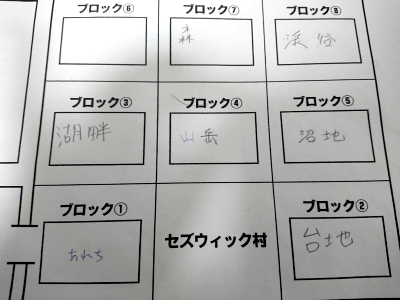 ブロック⑥
ブロック⑦
森
ブロック⑧
渓谷
ブロック③
湖畔
ブロック④
山岳
ブロック⑤
沼地
ブロック①
あれち
セズウィック村
ブロック②
台地